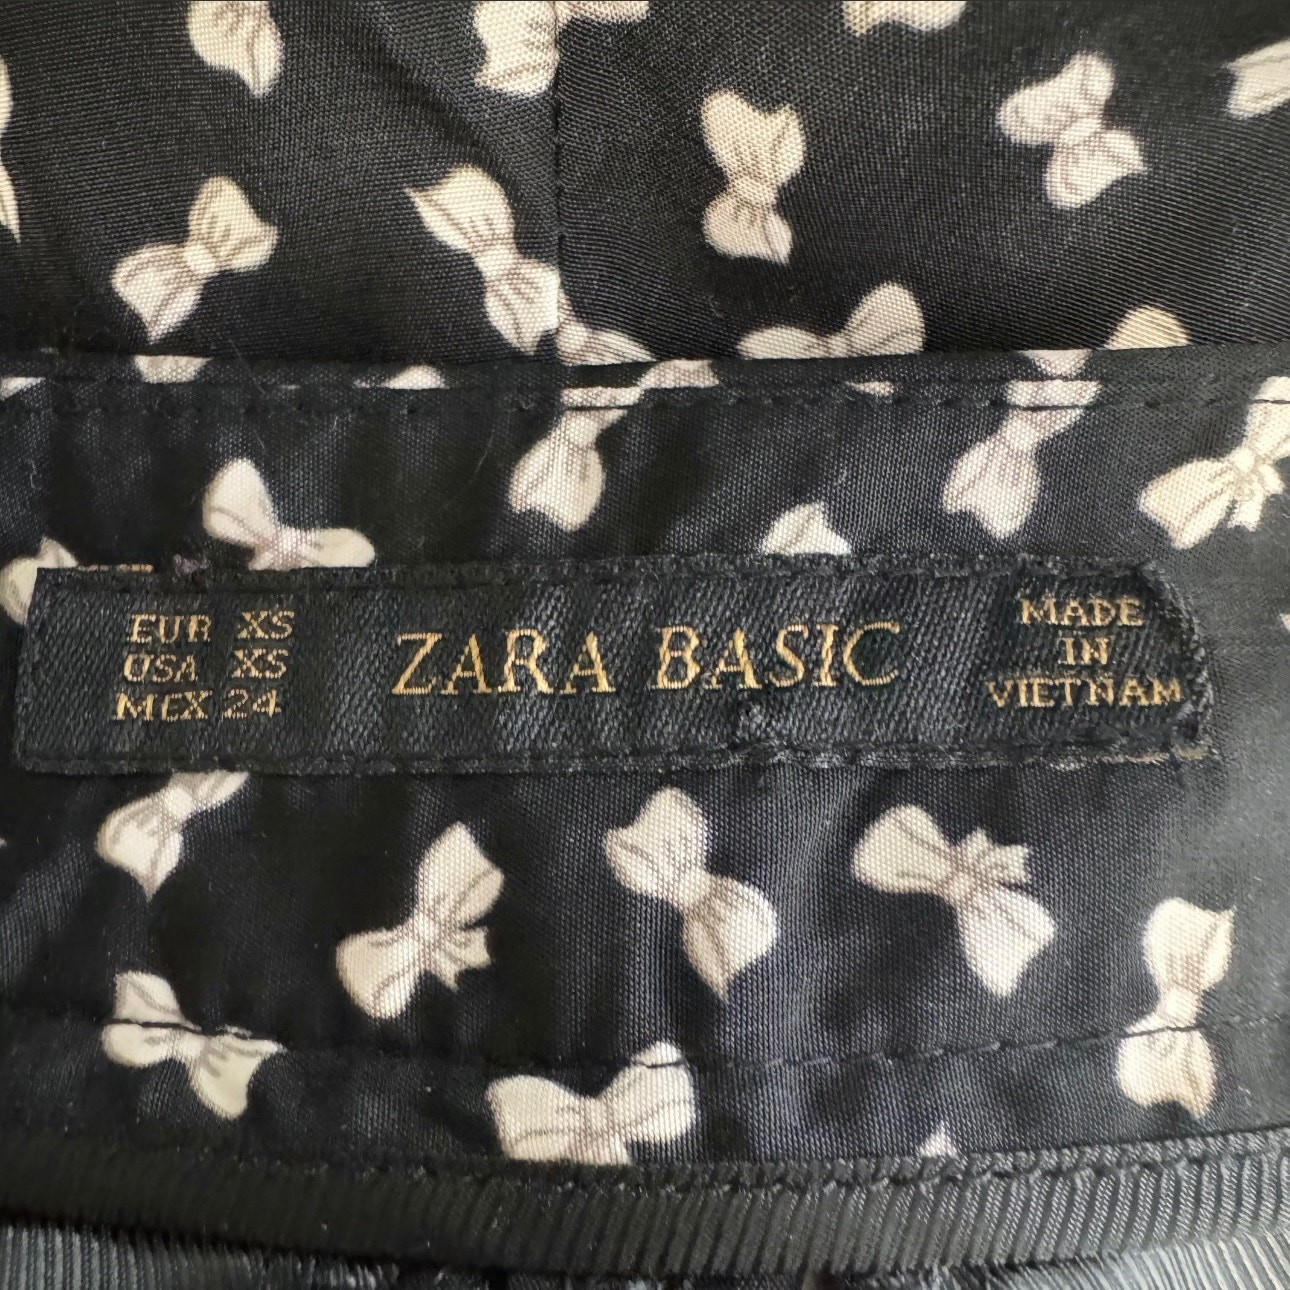 EUR XS
USA XS
MEX 24
ZARA BASIC
MADE
IN
VIETNAM